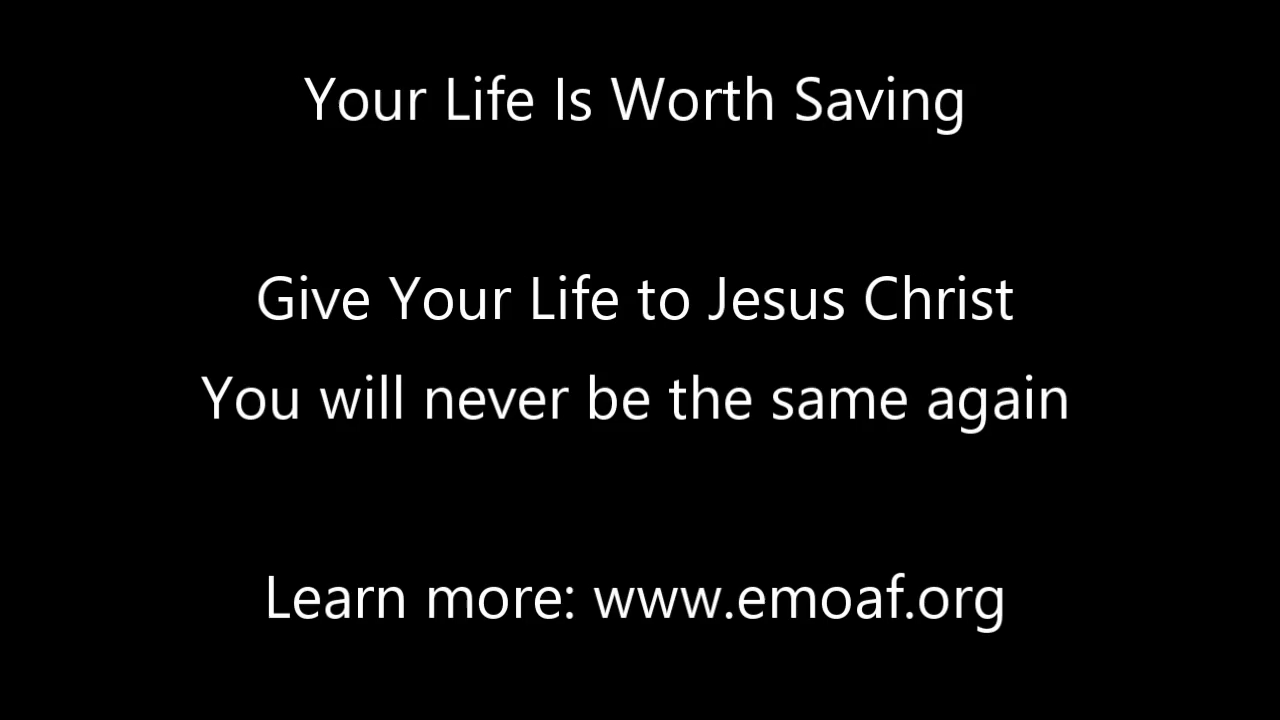 Your Life Is Worth Saving
Give Your Life to Jesus Christ
You will never be the same again
Learn more: www.emoaf.org